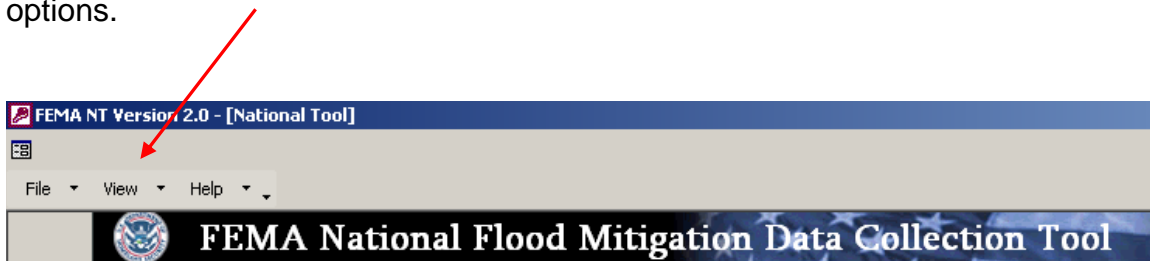 options.
FEMA NT Version 2.0 - [National Tool]
File View Help
FEMA National Flood Mitigation Data Collection Tool